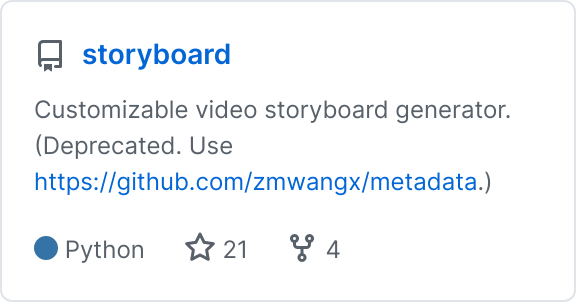 storyboard
Customizable video storyboard generator.
(Deprecated. Use
https://github.com/zmwangx/metadata.)
Python 21 4